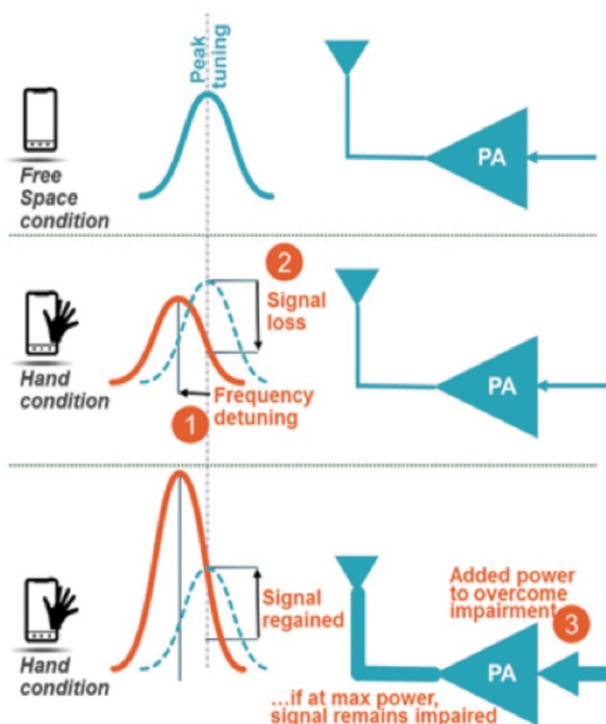 Peak
tuning
PA
Free
Space
condition
2
Signal
loss
PA
Hand
condition
1
Frequency
detuning
Added power
to overcome
impairment
3
Signal
regained
PA
Hand
condition
...if at max power,
signal remains impaired